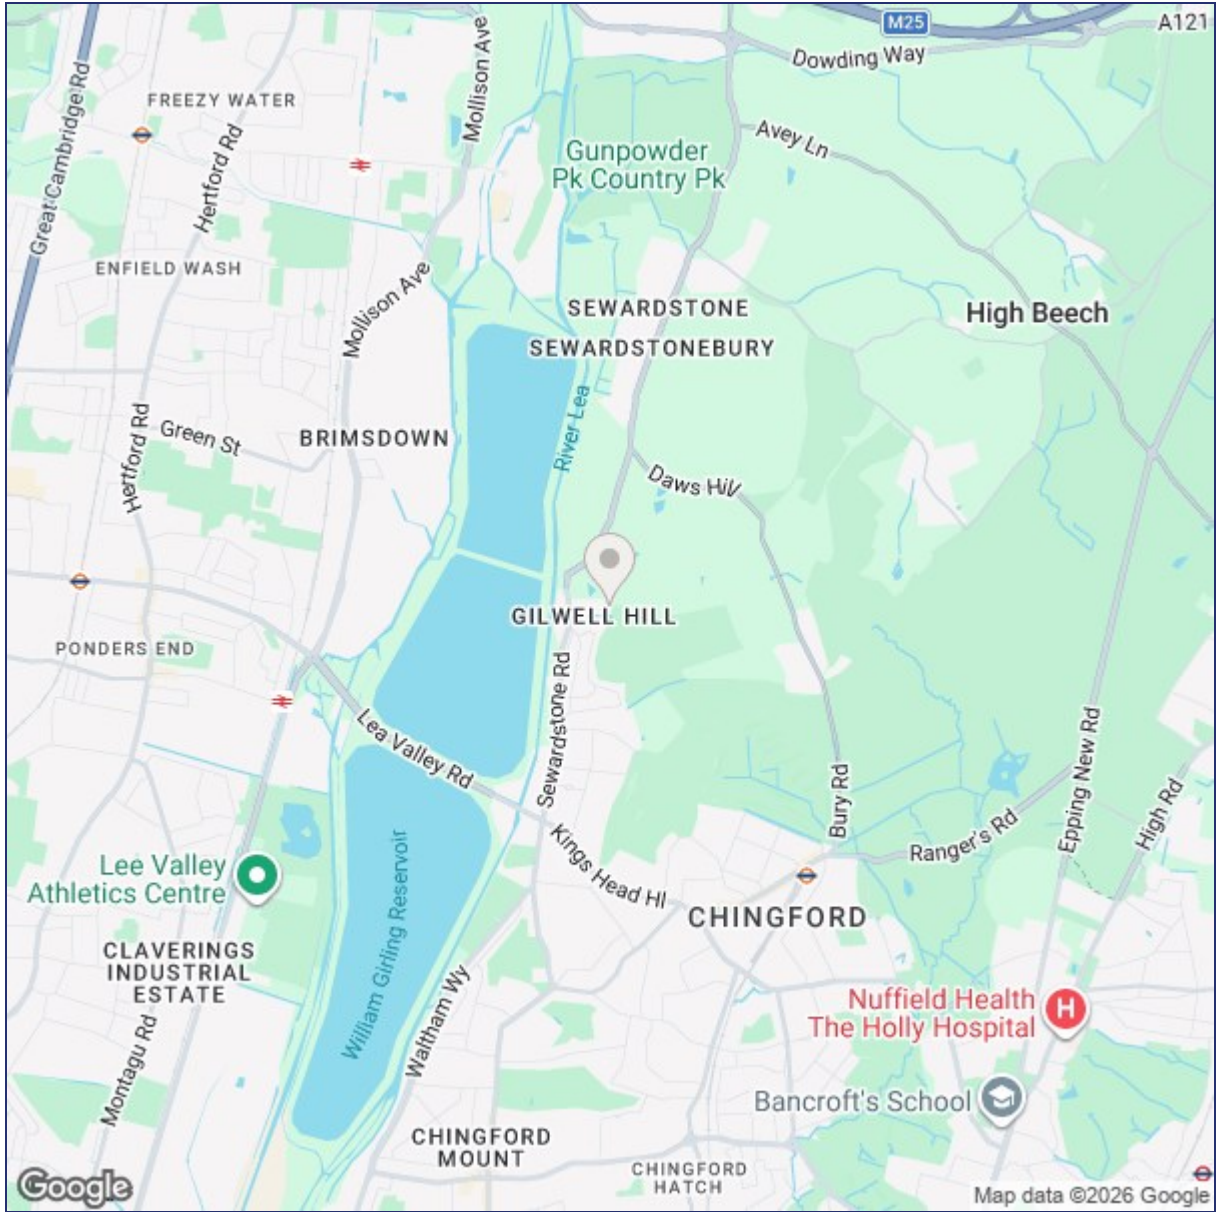 M25
A121
Dowding Way
Mollison Ave
Great Cambridge Rd
FREEZY WATER
Hertford Rd
Avey Ln
Gunpowder
Pk Country Pk
ENFIELD WASH
Mollison Ave
SEWARDSTONE
High Beech
SEWARDSTONEBURY
River Lea
Hertford Rd
Green St
BRIMSDOWN
Daws Hill
GILWELL HILL
PONDERS END
Sewardstone Rd
Lea Valley Rd
Bury Rd
Epping New Rd
High Rd
Ranger's Rd
Kings Head Hl
Lee Valley
Athletics Centre
William Girling Reservoir
CHINGFORD
CLAVERINGS
INDUSTRIAL
ESTATE
Waltham Wy
Nuffield Health
The Holly Hospital
H
Montagu Rd
Bancroft's School
CHINGFORD
MOUNT
CHINGFORD
HATCH
Google
Map data ©2026 Google